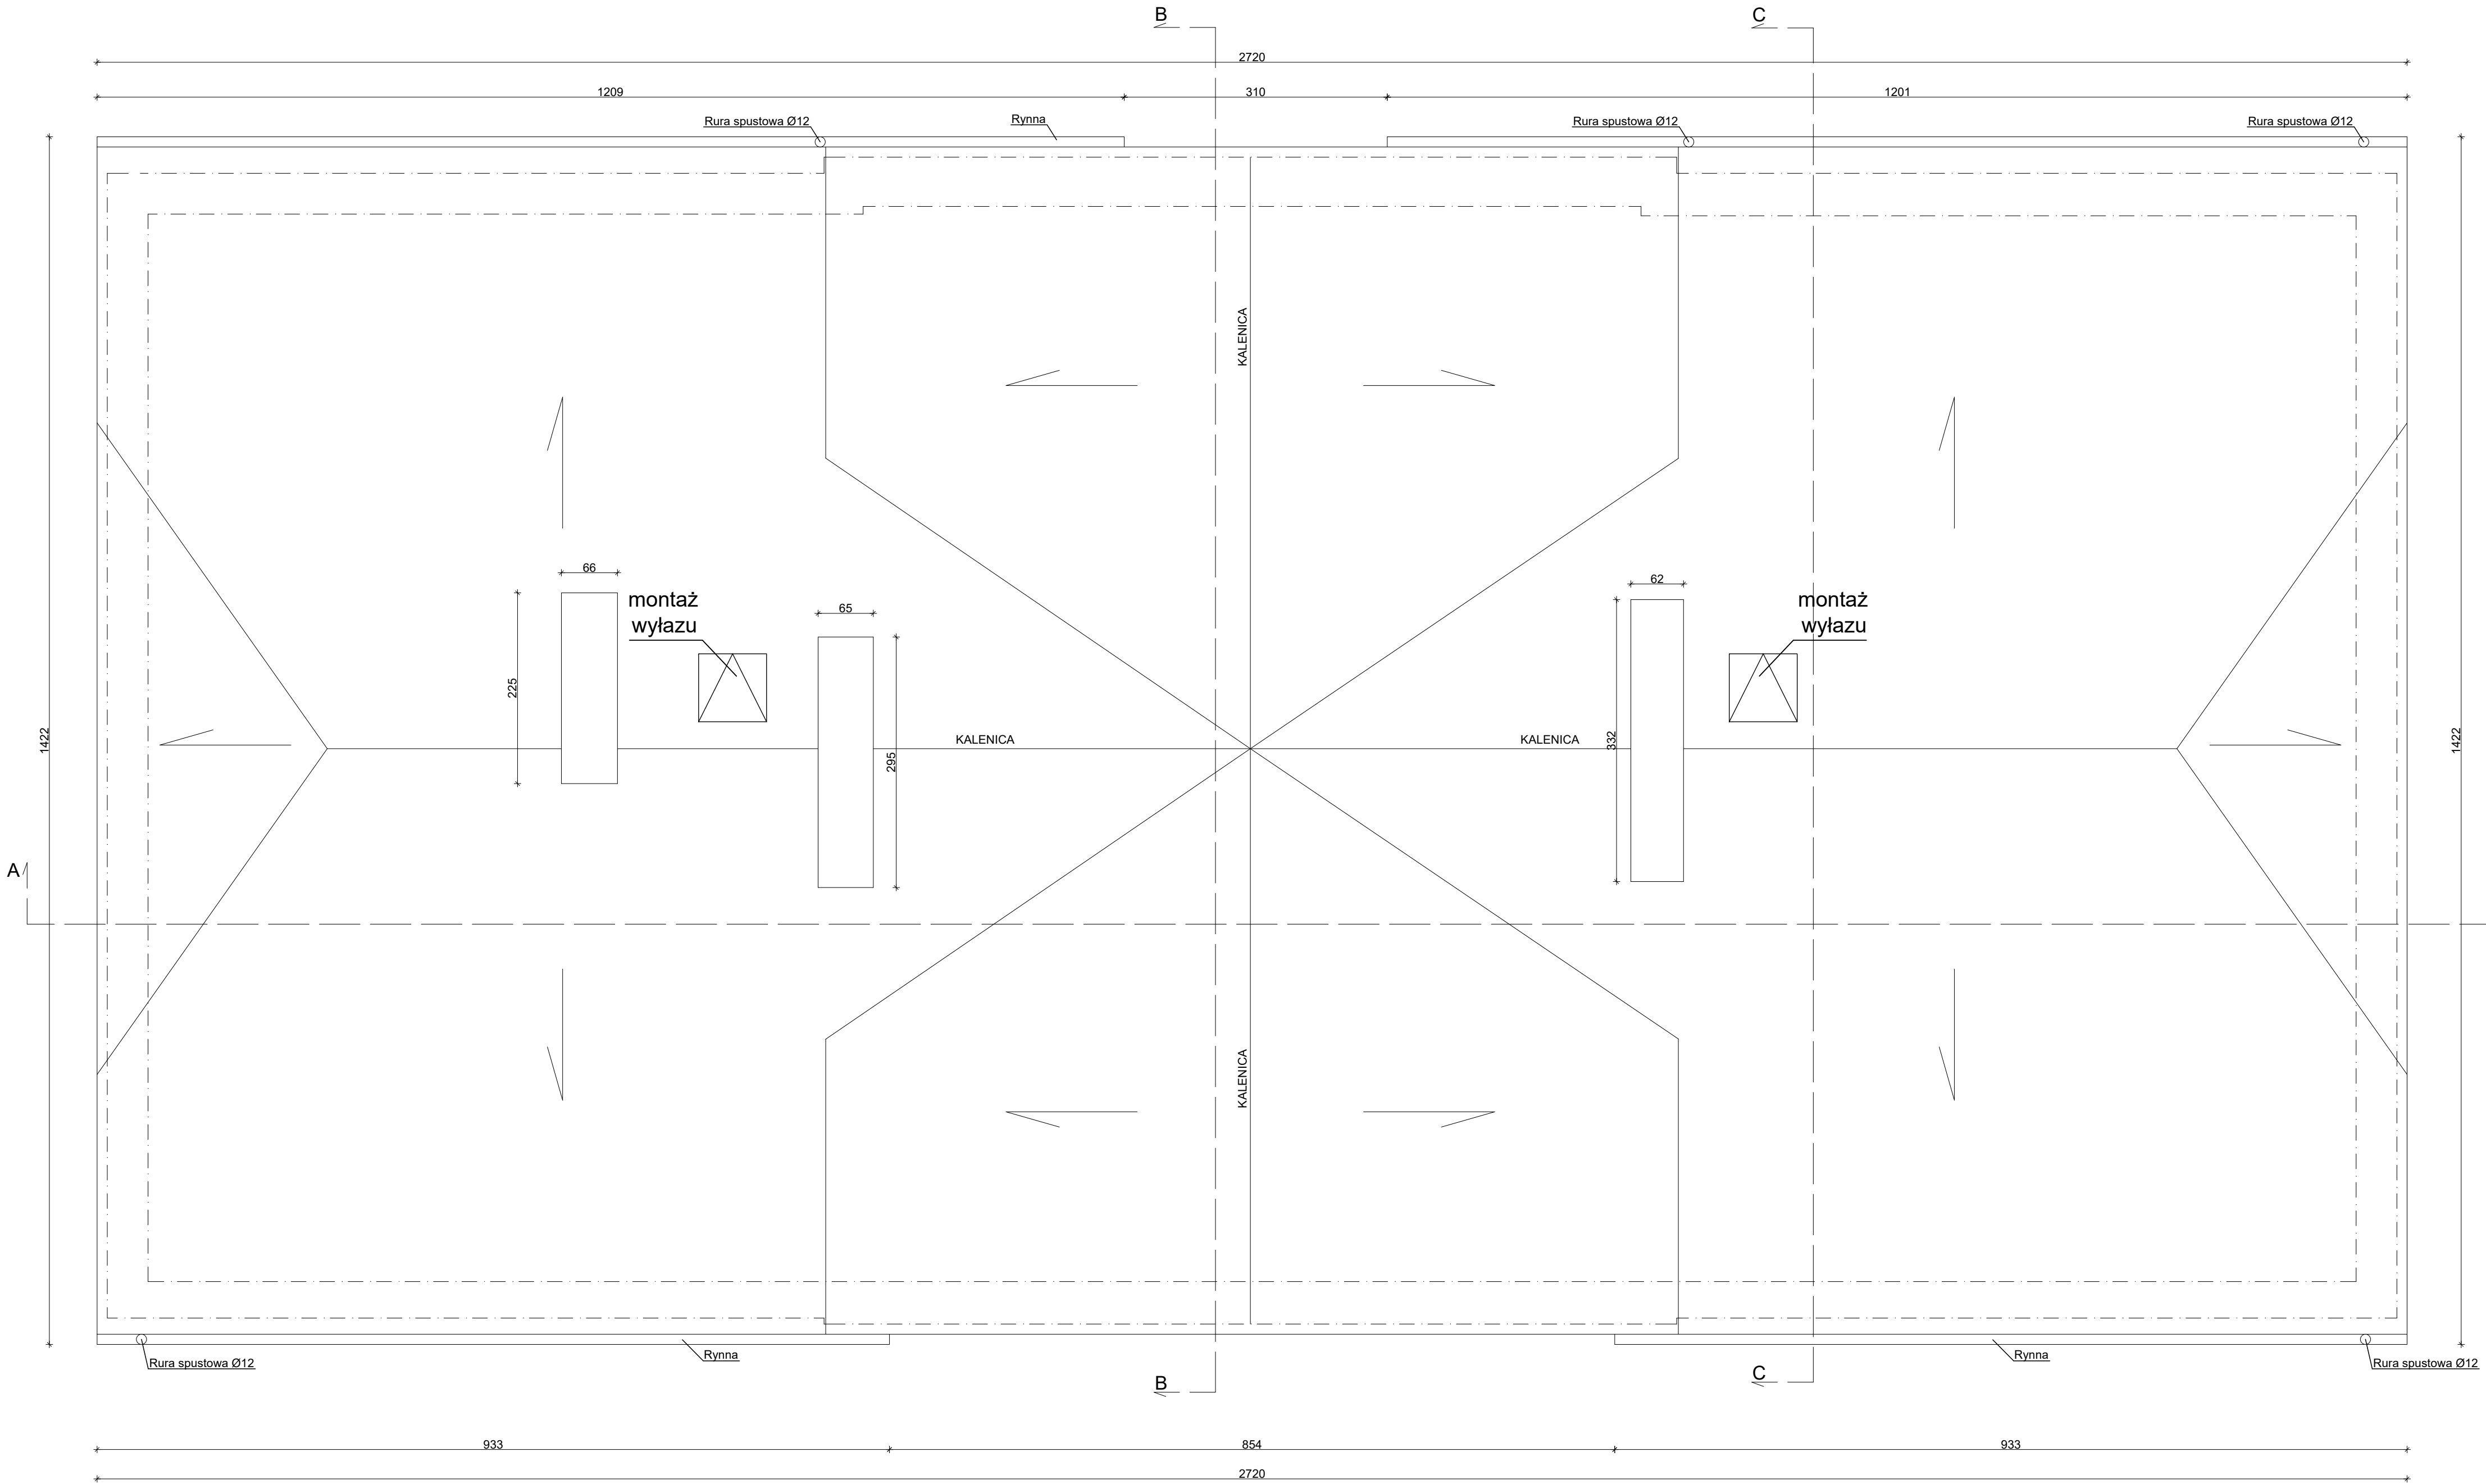 B
C
2720
1209
310
1201
Rura spustowa Ø12
Rynna
Rura spustowa Ø12
Rura spustowa Ø12
KALENICA
66
montaż
wyłazu
65
62
montaż
wyłazu
225
1422
KALENICA
295
KALENICA
332
1422
A
KALENICA
Rura spustowa Ø12
Rynna
Rynna
Rura spustowa Ø12
B
C
933
854
933
2720